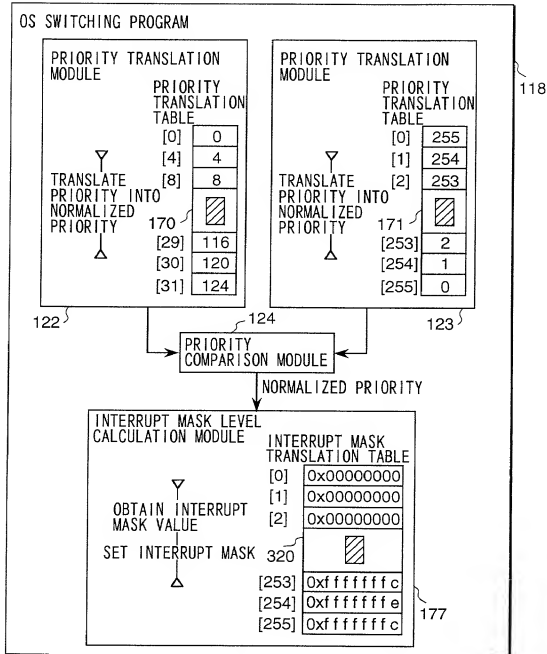 OS SWITCHING PROGRAM
118
PRIORITY TRANSLATION
MODULE
PRIORITY
TRANSLATION
TABLE
[0] 0
[4] 4
[8] 8
TRANSLATE
PRIORITY INTO
NORMALIZED
PRIORITY
170
[29] 116
[30] 120
[31] 124
122
PRIORITY TRANSLATION
MODULE
PRIORITY
TRANSLATION
TABLE
[0] 255
[1] 254
[2] 253
TRANSLATE
PRIORITY INTO
NORMALIZED
PRIORITY
171
[253] 2
[254] 1
[255] 0
123
124
PRIORITY
COMPARISON MODULE
NORMALIZED PRIORITY
INTERRUPT MASK LEVEL
CALCULATION MODULE
INTERRUPT MASK
TRANSLATION TABLE
[0] 0x00000000
[1] 0x00000000
[2] 0x00000000
OBTAIN INTERRUPT
MASK VALUE
SET INTERRUPT MASK
320
[253] 0xfffffffc
[254] 0xfffffffe
[255] 0xfffffffc
177